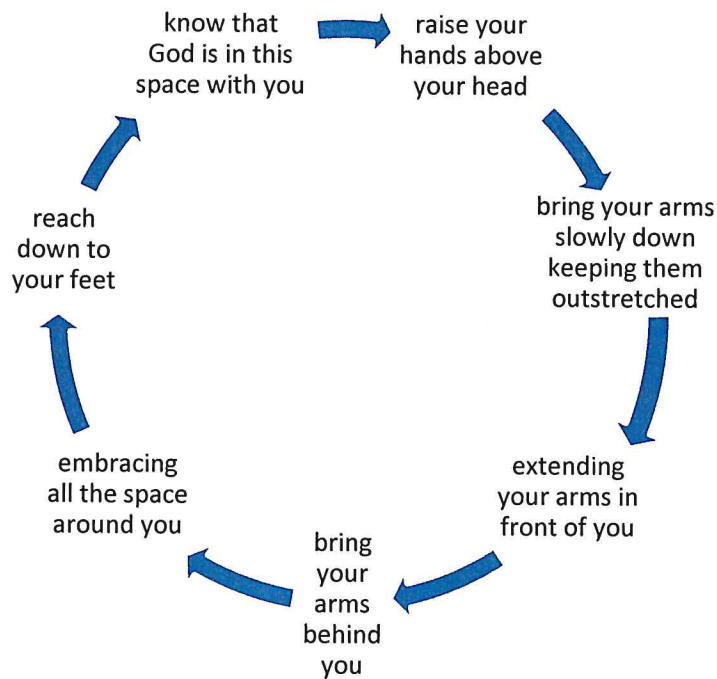 know that
God is in this
space with you
raise your
hands above
your head
bring your arms
slowly down
keeping them
outstretched
extending
your arms in
front of you
bring
your
arms
behind
you
embracing
all the space
around you
reach
down to
your feet